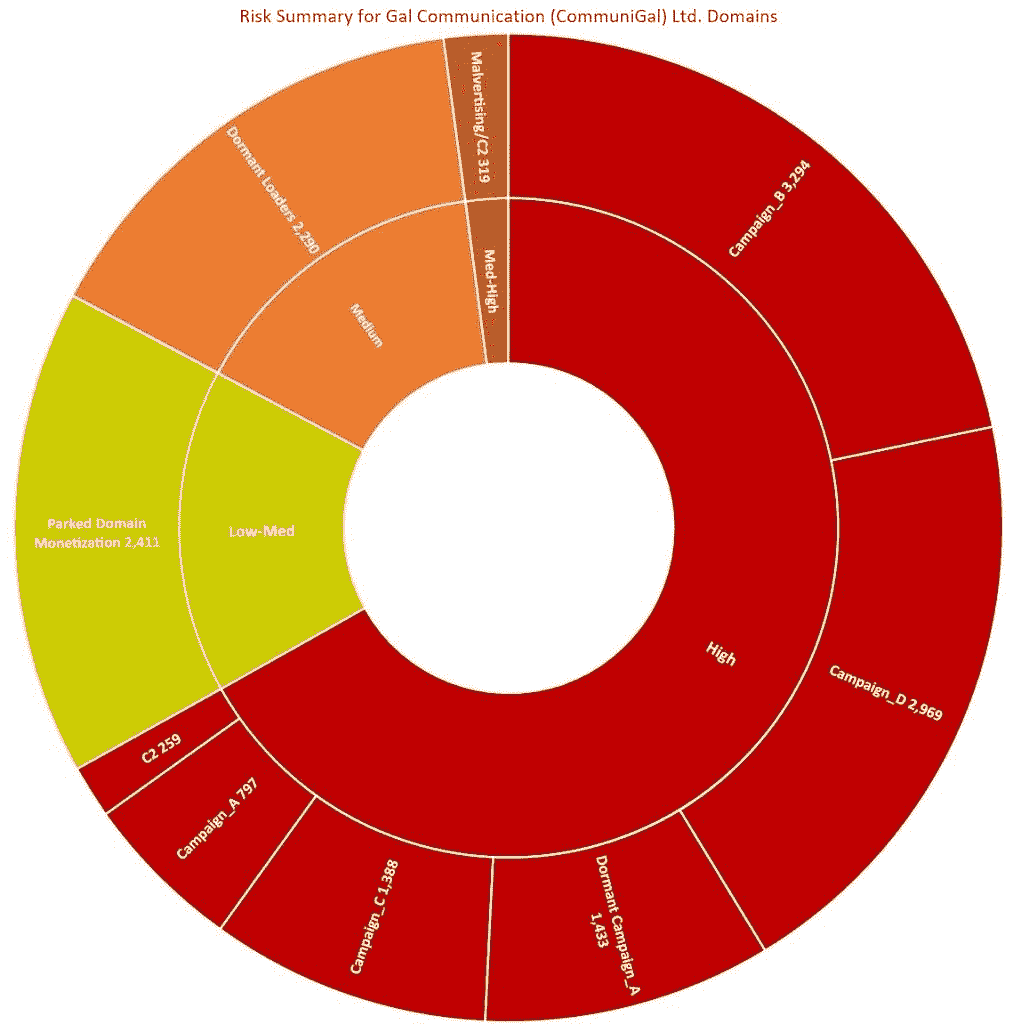 Risk Summary for Gal Communication (CommuniGal) Ltd. Domains
Malvertising/C2 319
Med-High
Campaign_B 3,294
Dormant Loaders 2,290
Medium
Parked Domain
Monetization 2,411
Low-Med
High
Campaign_D 2,969
C2 259
Campaign_A 797
Campaign_C 1,388
Dormant Campaign_A
1,433